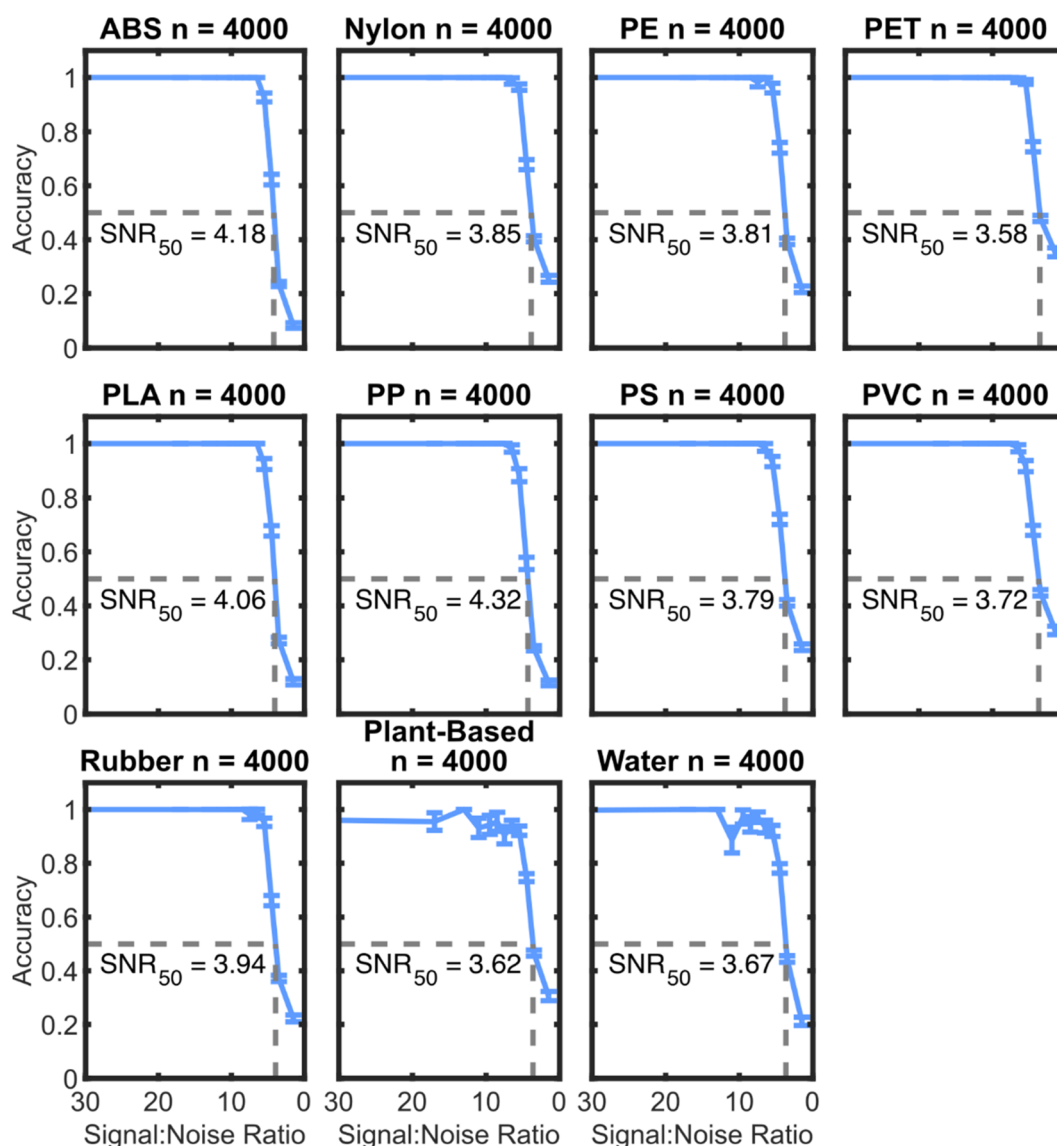 ABS n = 4000
Nylon n = 4000
PE n = 4000
PET n = 4000
Accuracy
1
0.8
0.6
0.4
0.2
0
SNR50 = 4.18
SNR50 = 3.85
SNR50 = 3.81
SNR50 = 3.58
PLA n = 4000
PP n = 4000
PS n = 4000
PVC n = 4000
Accuracy
1
0.8
0.6
0.4
0.2
0
SNR50 = 4.06
SNR50 = 4.32
SNR50 = 3.79
SNR50 = 3.72
Rubber n = 4000
Plant-Based
n = 4000
Water n = 4000
Accuracy
1
0.8
0.6
0.4
0.2
0
SNR50 = 3.94
SNR50 = 3.62
SNR50 = 3.67
30 20 10 0
30 20 10 0
30 20 10 0
Signal:Noise Ratio
Signal:Noise Ratio
Signal:Noise Ratio